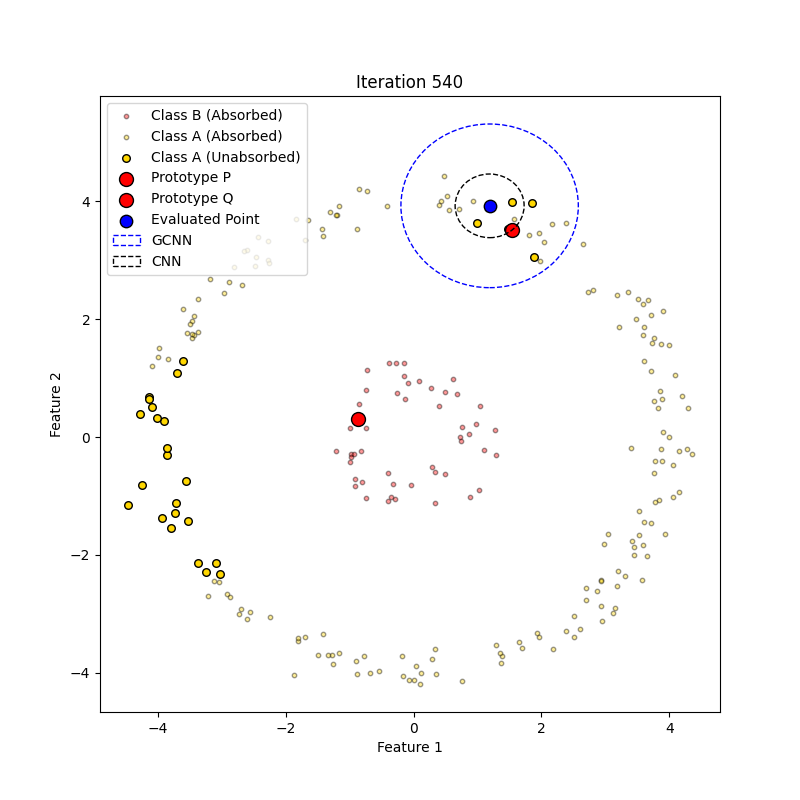 Iteration 540
Class B (Absorbed)
Class A (Absorbed)
Class A (Unabsorbed)
Prototype P
Prototype Q
Evaluated Point
GCNN
CNN
4
2
0
−2
−4
Feature 2
−4 −2 0 2 4
Feature 1